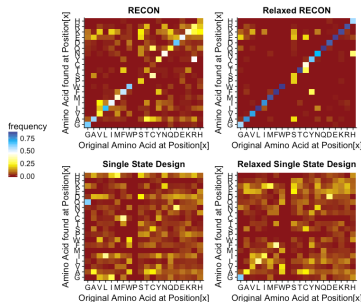 RECON
Relaxed RECON
Amino Acid found at Position[x]
Amino Acid found at Position[x]
GAVLIMFWPSTCYNQDEKRH
GAVLIMFWPSTCYNQDEKRH
Original Amino Acid at Position[x]
Original Amino Acid at Position[x]
frequency
0.75
0.50
0.25
0.00
Single State Design
Relaxed Single State Design
Amino Acid found at Position[x]
Amino Acid found at Position[x]
GAVLIMFWPSTCYNQDEKRH
GAVLIMFWPSTCYNQDEKRH
Original Amino Acid at Position[x]
Original Amino Acid at Position[x]